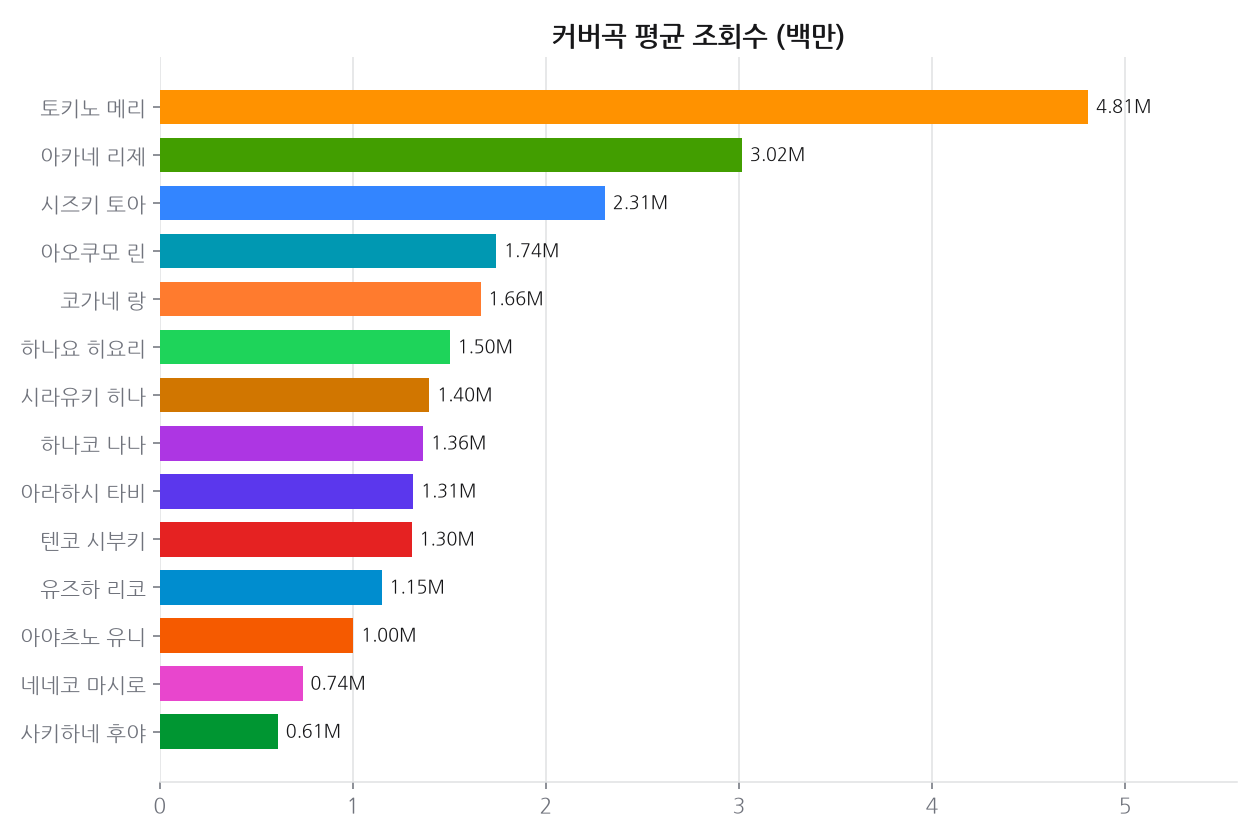 커버곡 평균 조회수 (백만)
토키노 메리 4.81M
아카네 리제 3.02M
시즈키 토아 2.31M
아오쿠모 린 1.74M
코가네 랑 1.66M
하나요 히요리 1.50M
시라유키 히나 1.40M
하나코 나나 1.36M
아라하시 타비 1.31M
텐코 시부키 1.30M
유즈하 리코 1.15M
아야츠노 유니 1.00M
네네코 마시로 0.74M
사키하네 후야 0.61M
0 1 2 3 4 5